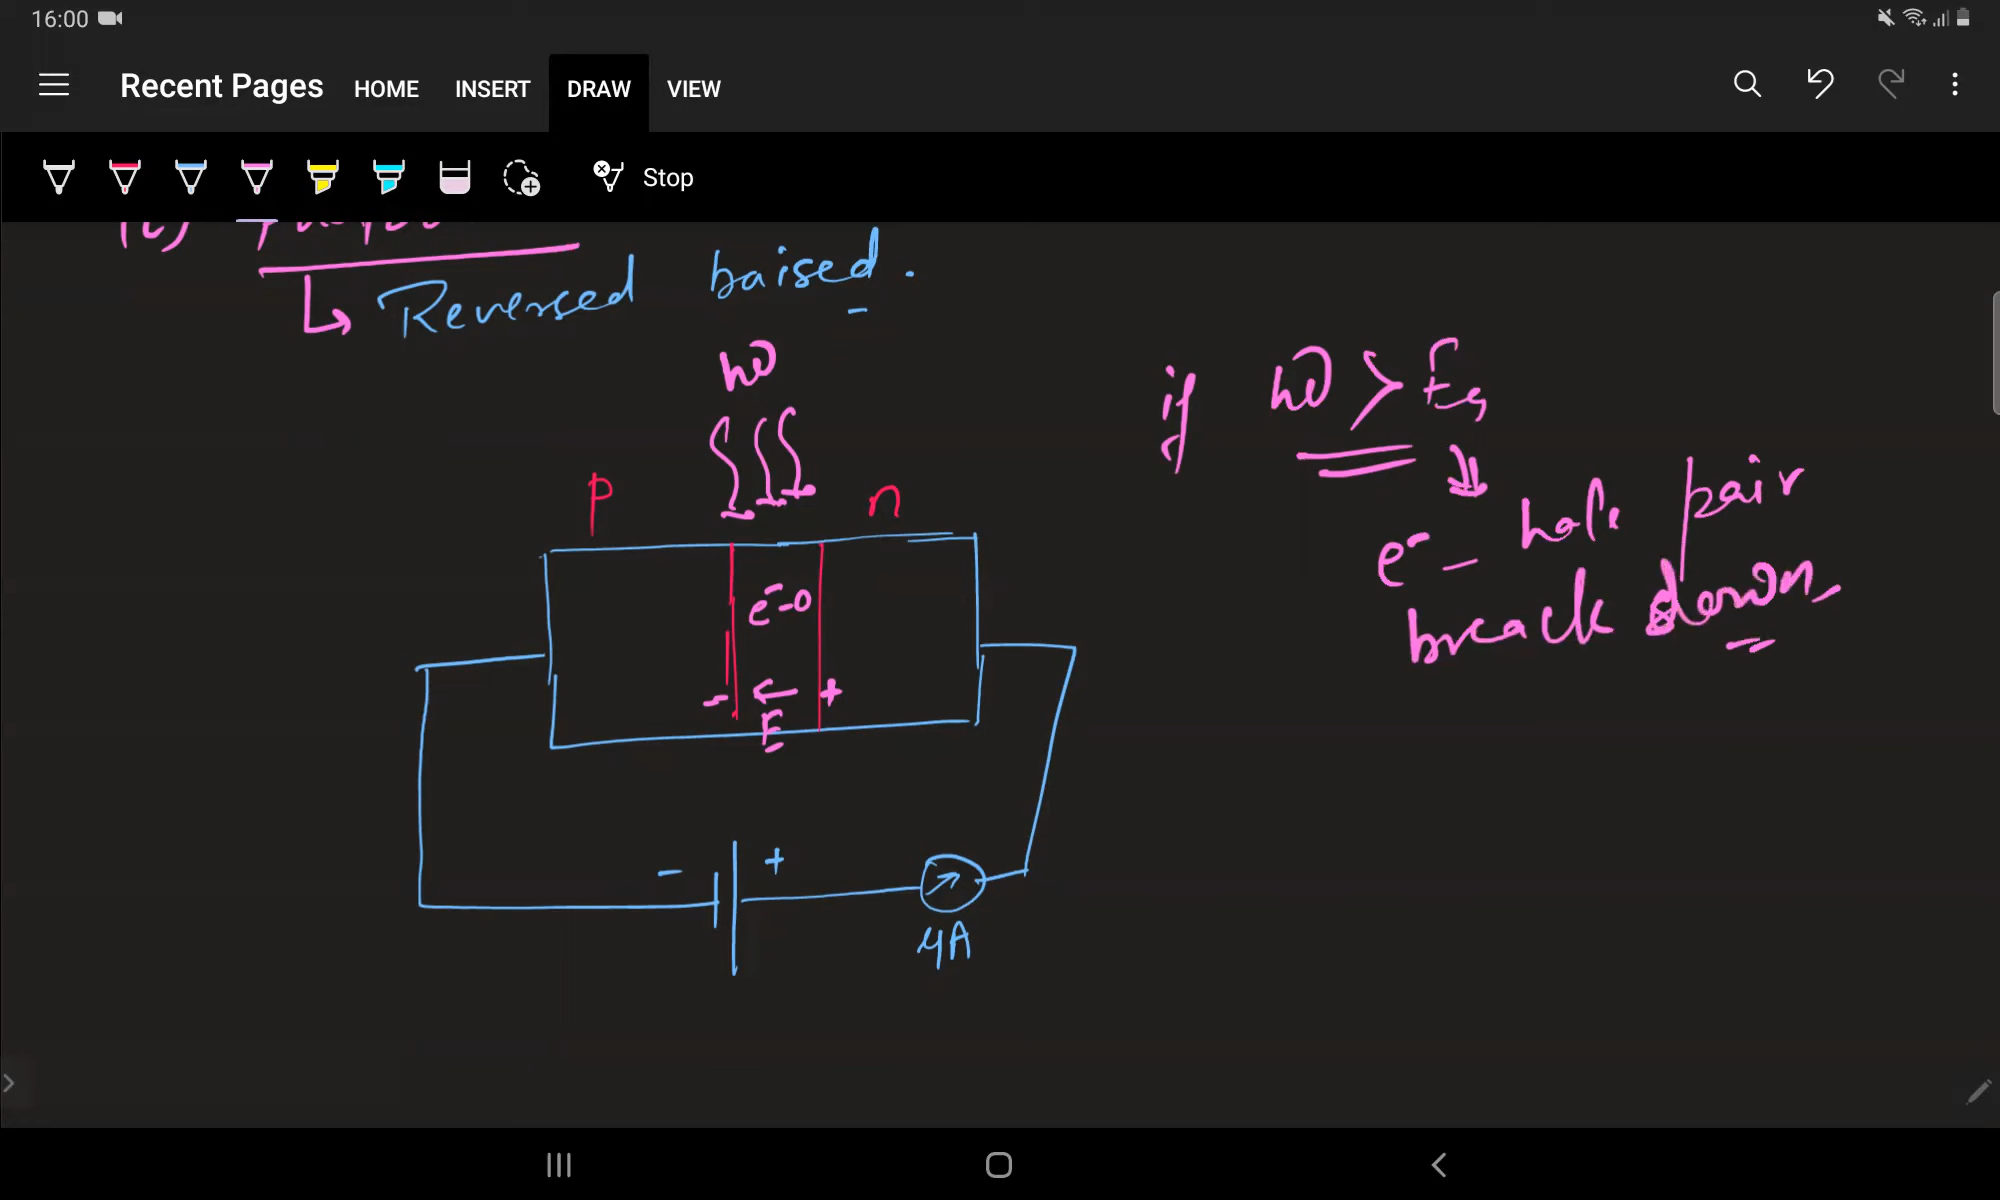 16:00
Recent Pages HOME INSERT DRAW VIEW
Stop
Reversed baised.
hν
if hν > Eg
p n
e⁻ – hole pair
breack down,
e⁻-o
- ← +
E
- +
μA